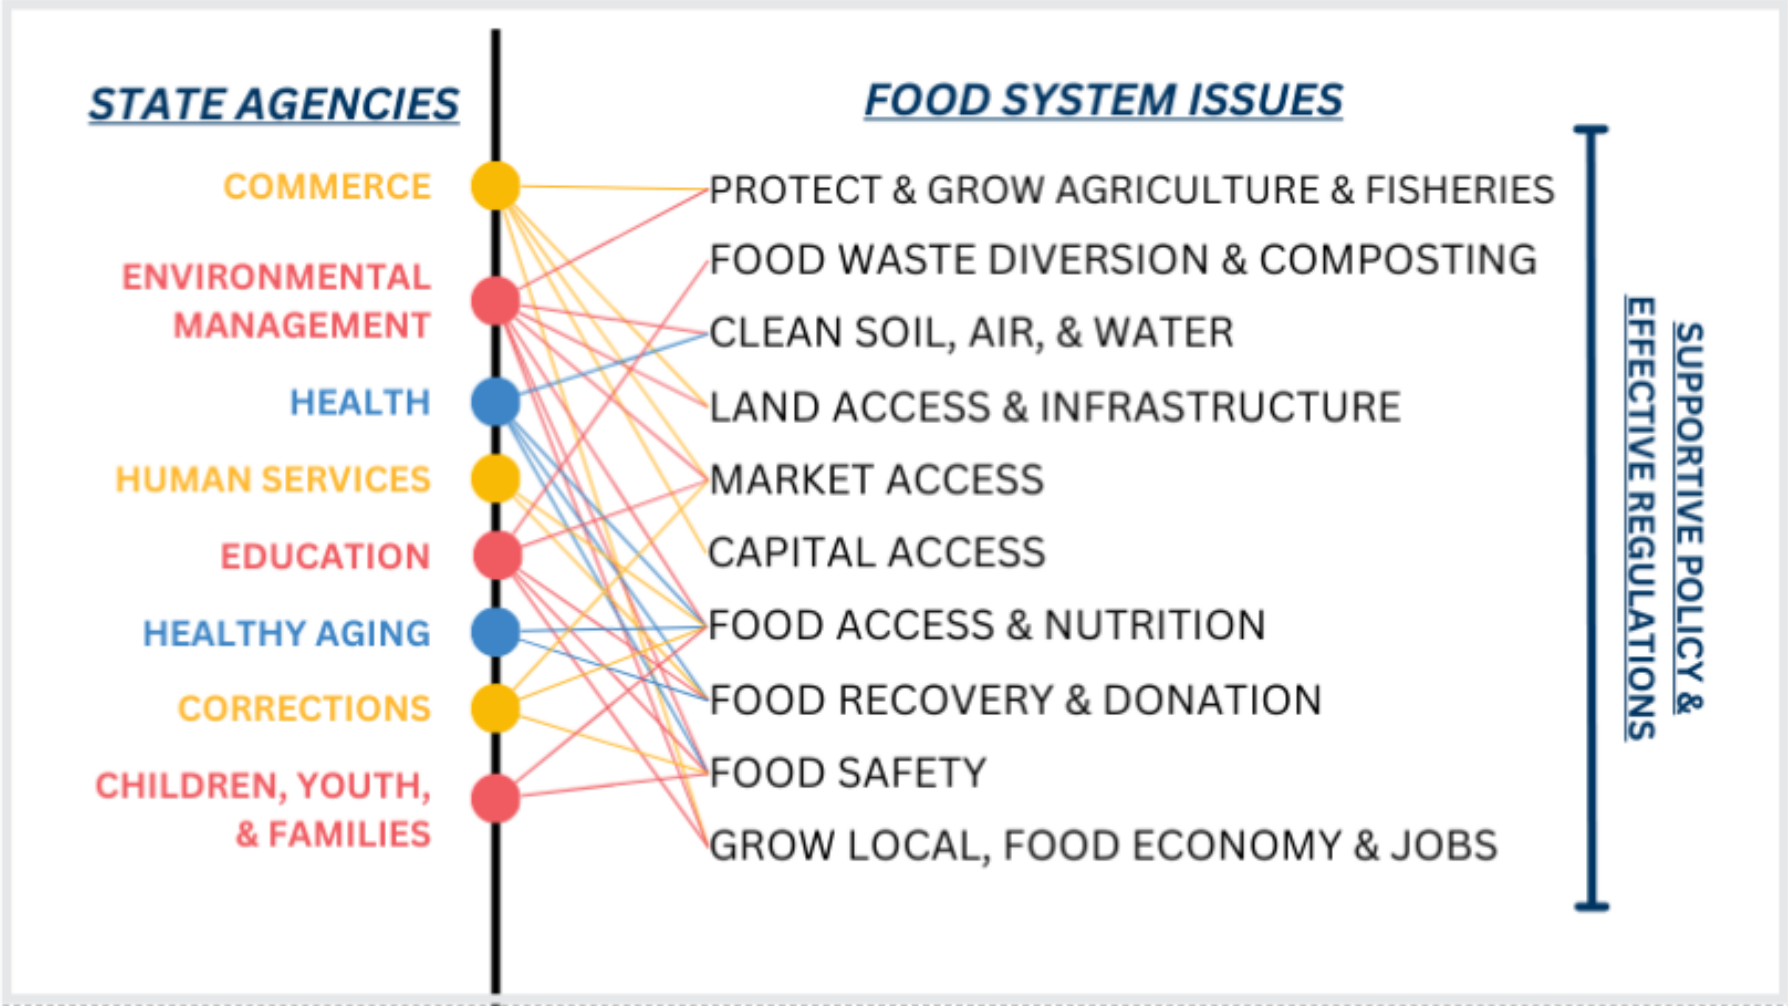 STATE AGENCIES
COMMERCE
ENVIRONMENTAL
MANAGEMENT
HEALTH
HUMAN SERVICES
EDUCATION
HEALTHY AGING
CORRECTIONS
CHILDREN, YOUTH,
& FAMILIES
FOOD SYSTEM ISSUES
PROTECT & GROW AGRICULTURE & FISHERIES
FOOD WASTE DIVERSION & COMPOSTING
CLEAN SOIL, AIR, & WATER
LAND ACCESS & INFRASTRUCTURE
MARKET ACCESS
CAPITAL ACCESS
FOOD ACCESS & NUTRITION
FOOD RECOVERY & DONATION
FOOD SAFETY
GROW LOCAL, FOOD ECONOMY & JOBS
SUPPORTIVE POLICY &
EFFECTIVE REGULATIONS